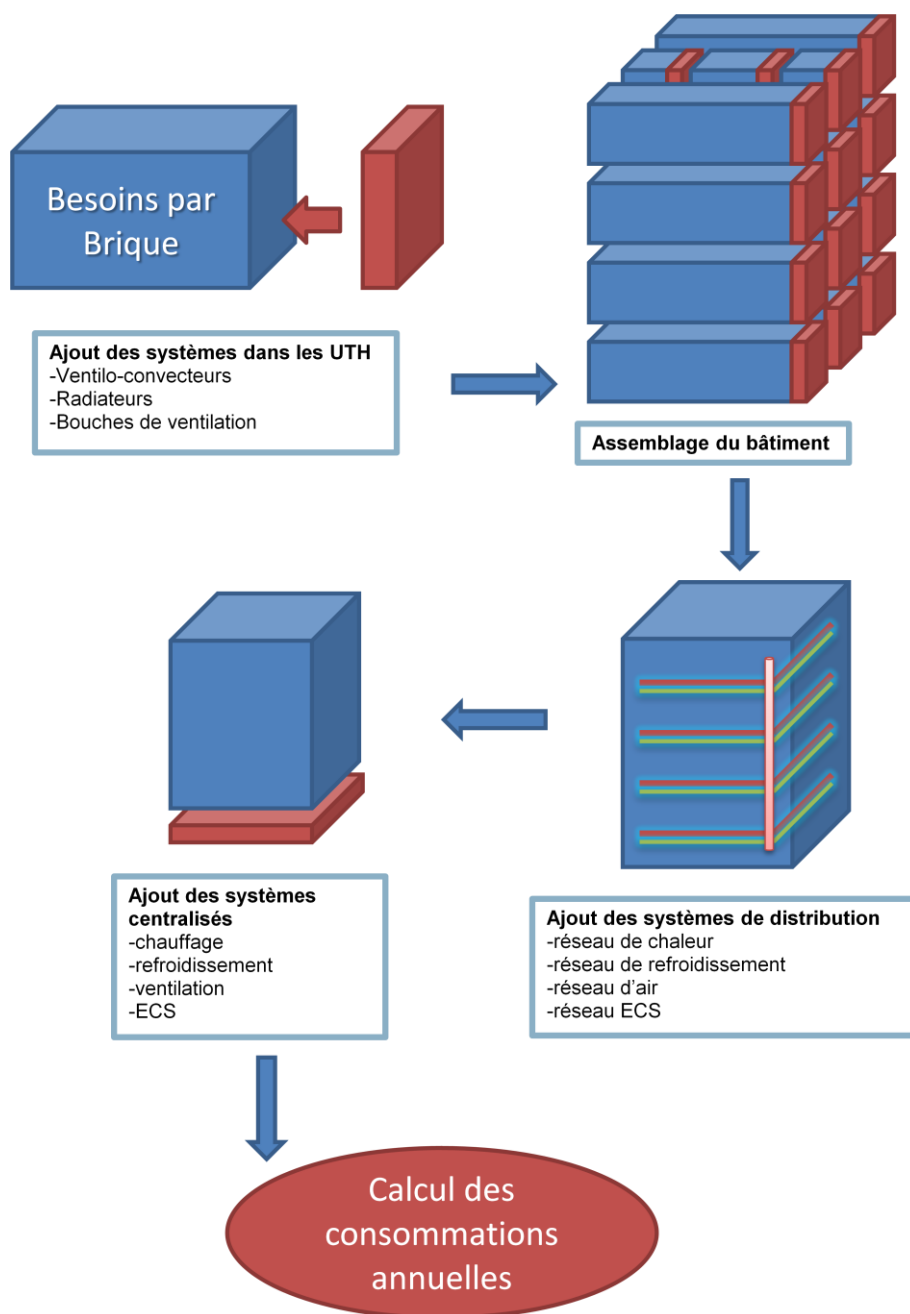 Besoins par
Brique
Ajout des systèmes dans les UTH
-Ventilo-convecteurs
-Radiateurs
-Bouches de ventilation
Assemblage du bâtiment
Ajout des systèmes de distribution
-réseau de chaleur
-réseau de refroidissement
-réseau d’air
-réseau ECS
Ajout des systèmes
centralisés
-chauffage
-refroidissement
-ventilation
-ECS
Calcul des
consommations
annuelles